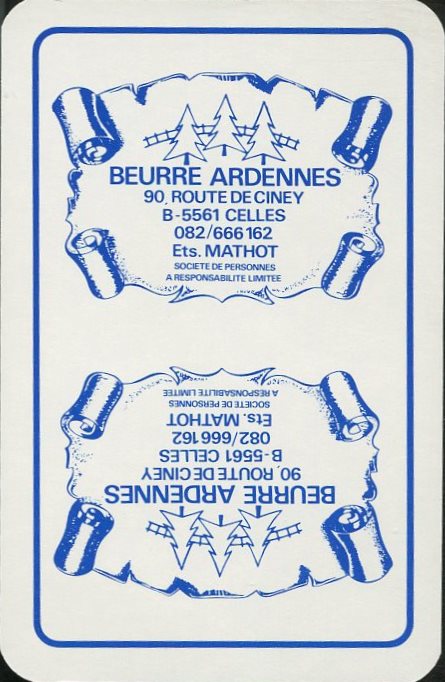 BEURRE ARDENNES
90, ROUTE DE CINEY
B-5561 CELLES
082/666162
Ets. MATHOT
SOCIETE DE PERSONNES
A RESPONSABILITE LIMITEE
A RESPONSABILITE LIMITEE
SOCIETE DE PERSONNES
Ets. MATHOT
082/666162
B-5561 CELLES
90, ROUTE DE CINEY
BEURRE ARDENNES